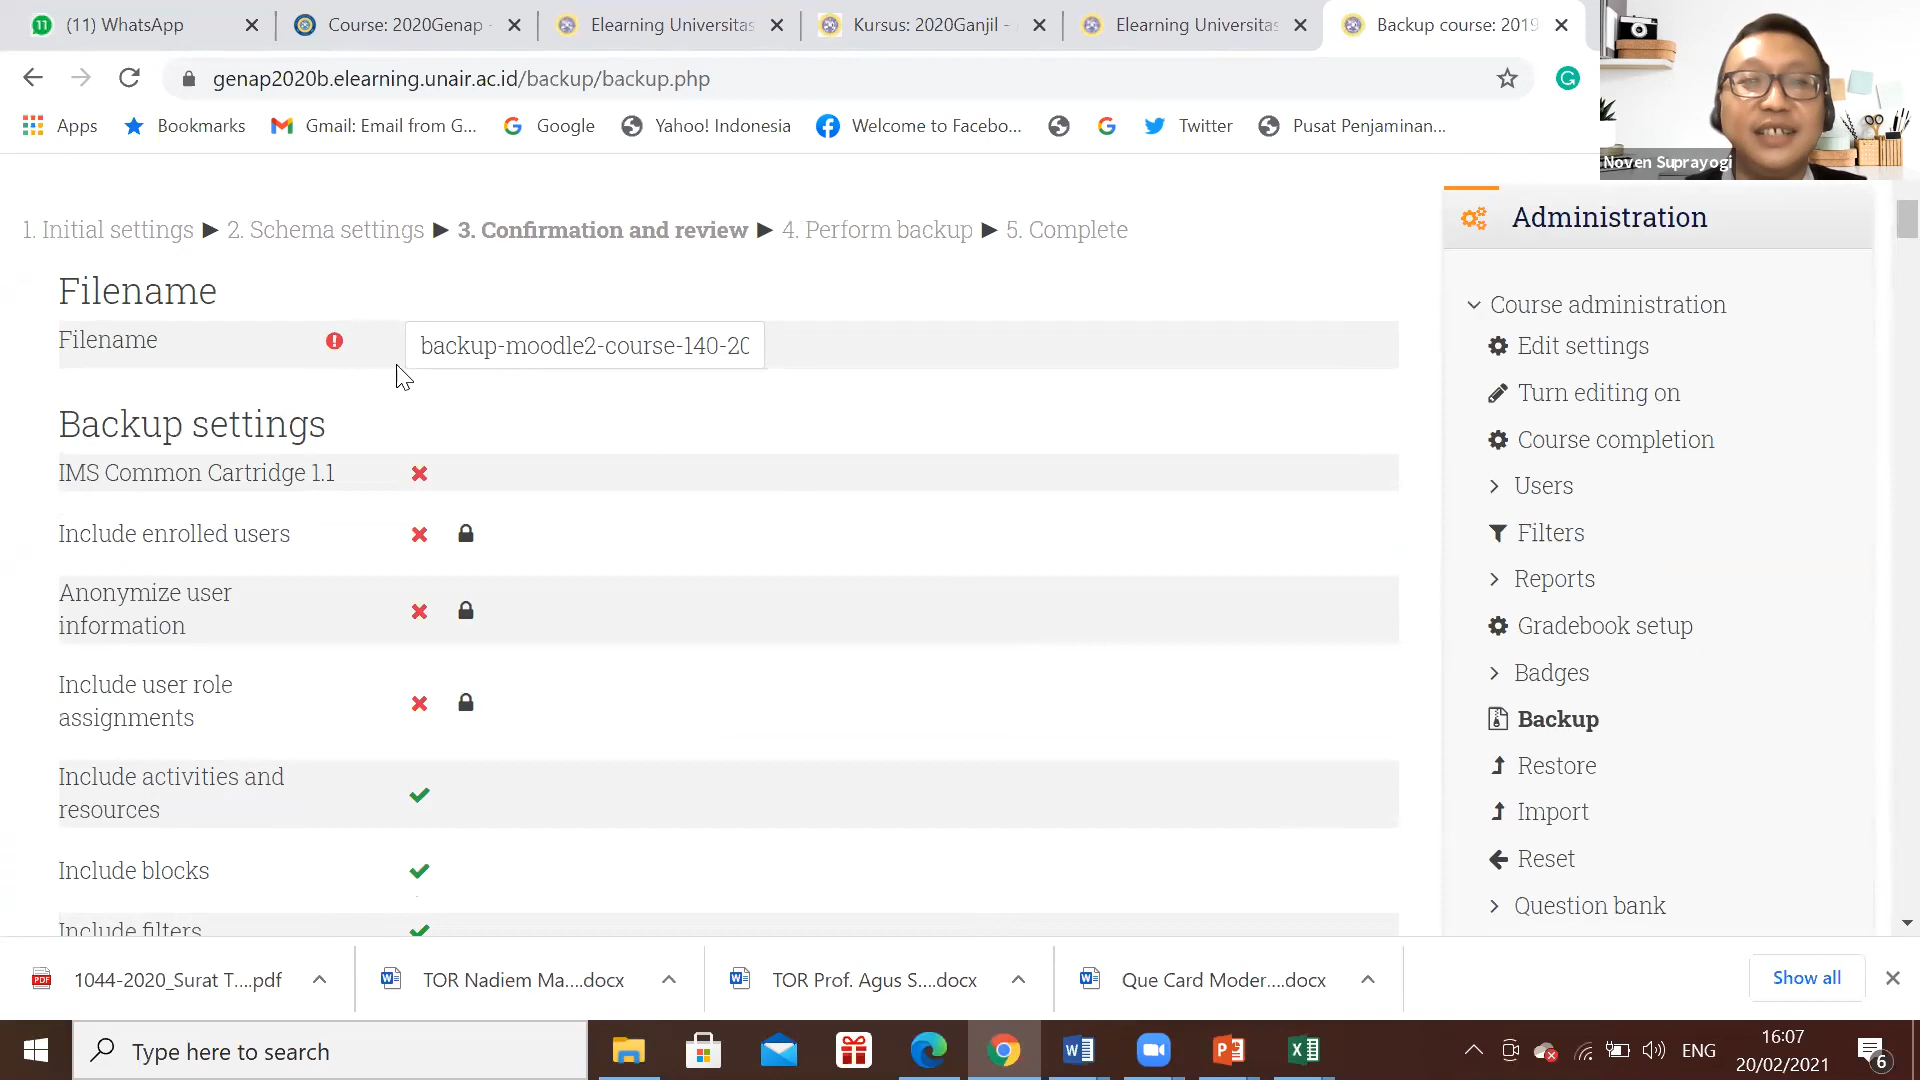 (11) WhatsApp
Course: 2020Genap -
Elearning Universitas
Kursus: 2020Ganjil -
Elearning Universitas
Backup course: 2019
genap2020b.elearning.unair.ac.id/backup/backup.php
Apps
Bookmarks
Gmail: Email from G...
Google
Yahoo! Indonesia
Welcome to Facebo...
Twitter
Pusat Penjaminan...
Noven Suprayogi
1. Initial settings ► 2. Schema settings ► 3. Confirmation and review ► 4. Perform backup ► 5. Complete
Filename
Filename
backup-moodle2-course-140-20
Backup settings
IMS Common Cartridge 1.1
Include enrolled users
Anonymize user
information
Include user role
assignments
Include activities and
resources
Include blocks
Include filters
Administration
Course administration
Edit settings
Turn editing on
Course completion
Users
Filters
Reports
Gradebook setup
Badges
Backup
Restore
Import
Reset
Question bank
1044-2020_Surat T....pdf
TOR Nadiem Ma....docx
TOR Prof. Agus S....docx
Que Card Moder....docx
Show all
Type here to search
ENG
16:07
20/02/2021
6